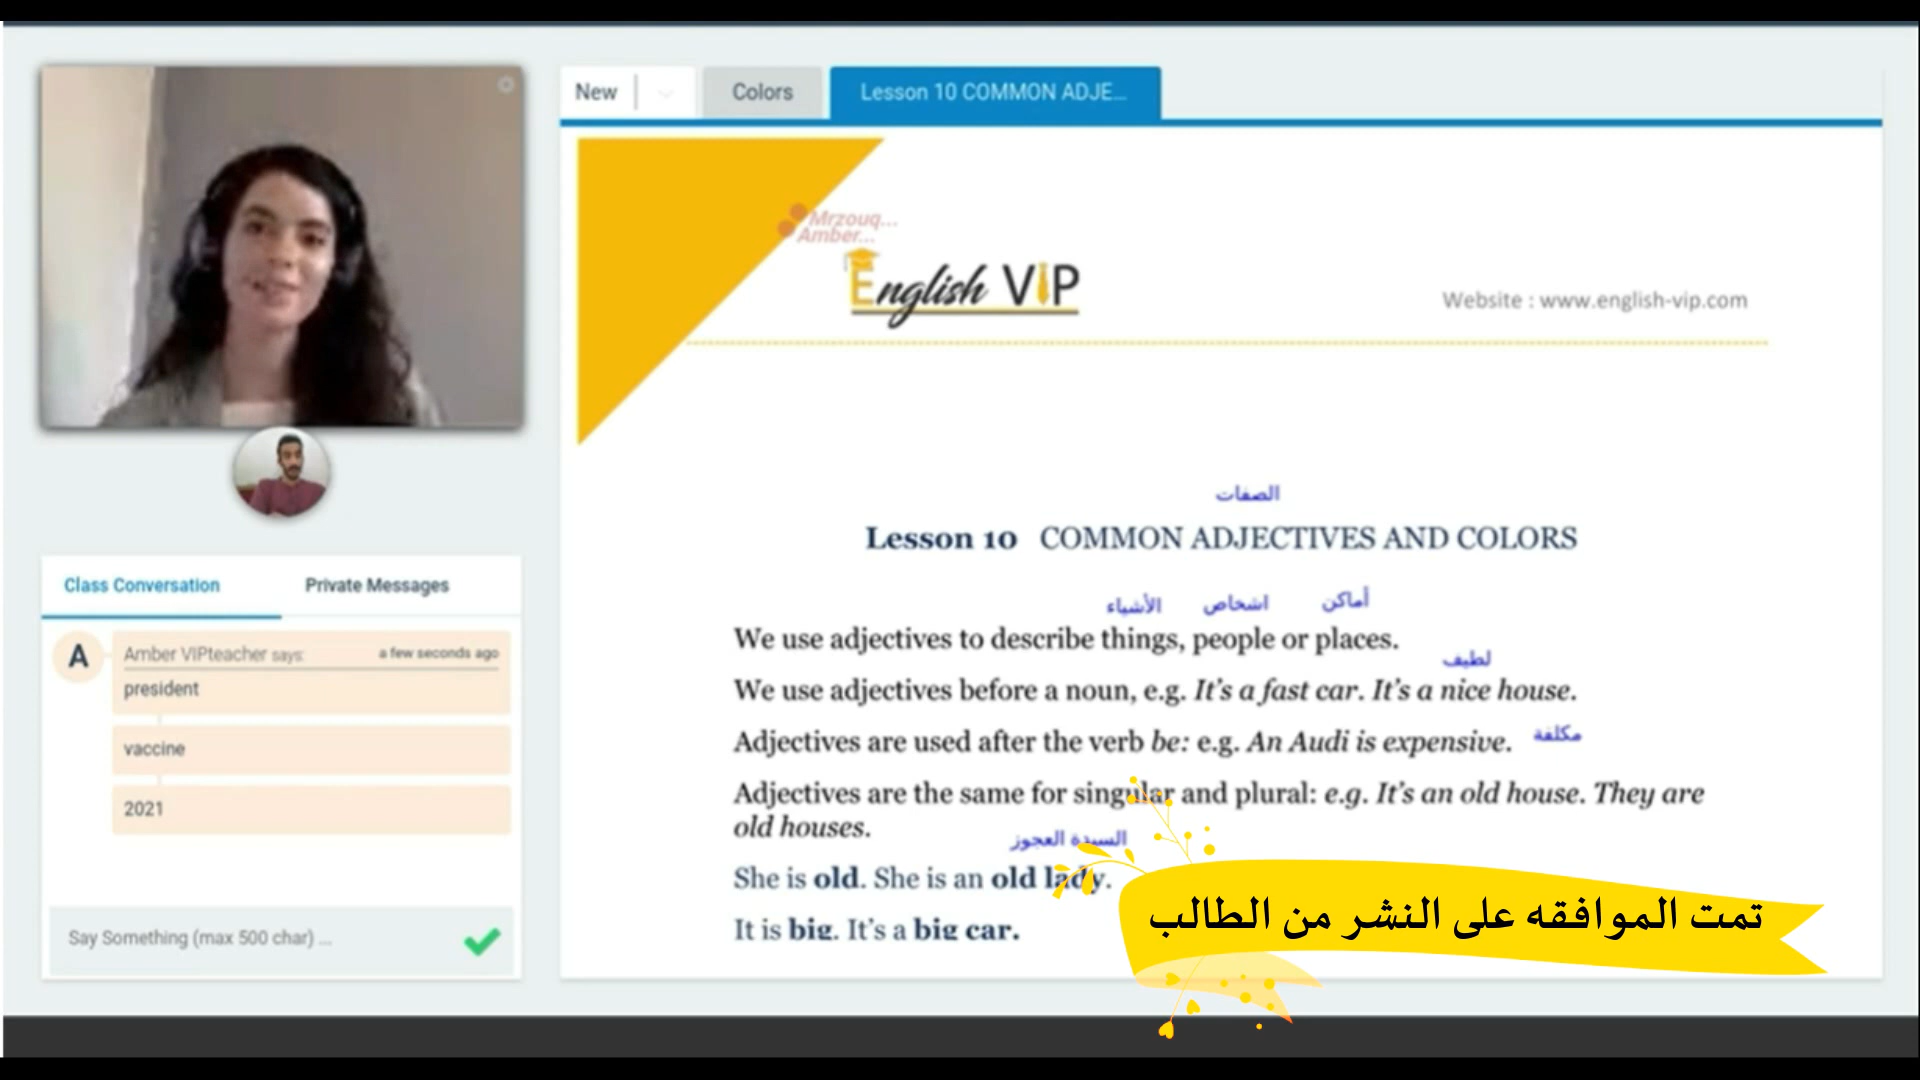 New
Colors
Lesson 10 COMMON ADJE...
Mrzouq...
Amber...
English VIP
Website : www.english-vip.com
الصفات
Lesson 10 COMMON ADJECTIVES AND COLORS
الأشياء اشخاص أماكن
We use adjectives to describe things, people or places.
لطيف
We use adjectives before a noun, e.g. It's a fast car. It's a nice house.
Adjectives are used after the verb be: e.g. An Audi is expensive. مكلفة
Adjectives are the same for singular and plural: e.g. It's an old house. They are
old houses.
السيدة العجوز
She is old. She is an old lady.
It is big. It's a big car.
تمت الموافقه على النشر من الطالب
Class Conversation
Private Messages
A
Amber VIPteacher says: a few seconds ago
president
vaccine
2021
Say Something (max 500 char) ...